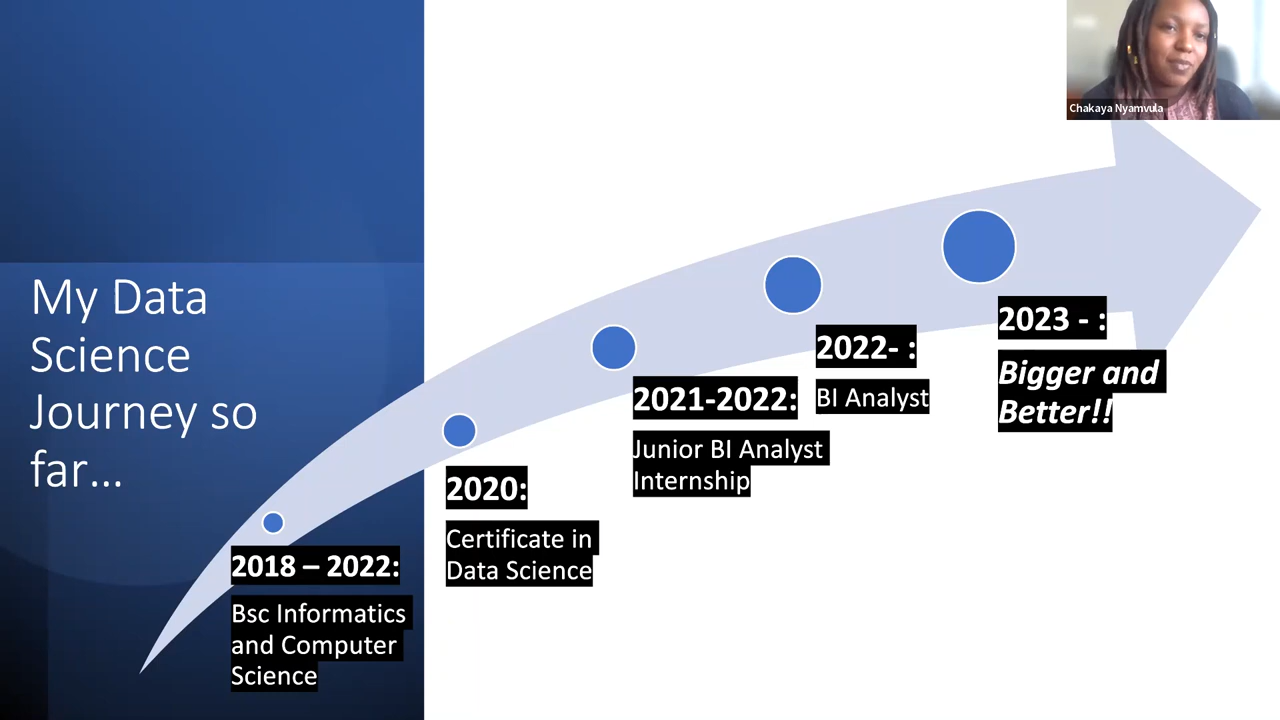 My Data
Science
Journey so
far...
2018 – 2022:
Bsc Informatics
and Computer
Science
2020:
Certificate in
Data Science
2021-2022:
Junior BI Analyst
Internship
2022- :
BI Analyst
2023 - :
Bigger and
Better!!
Chakaya Nyamvula